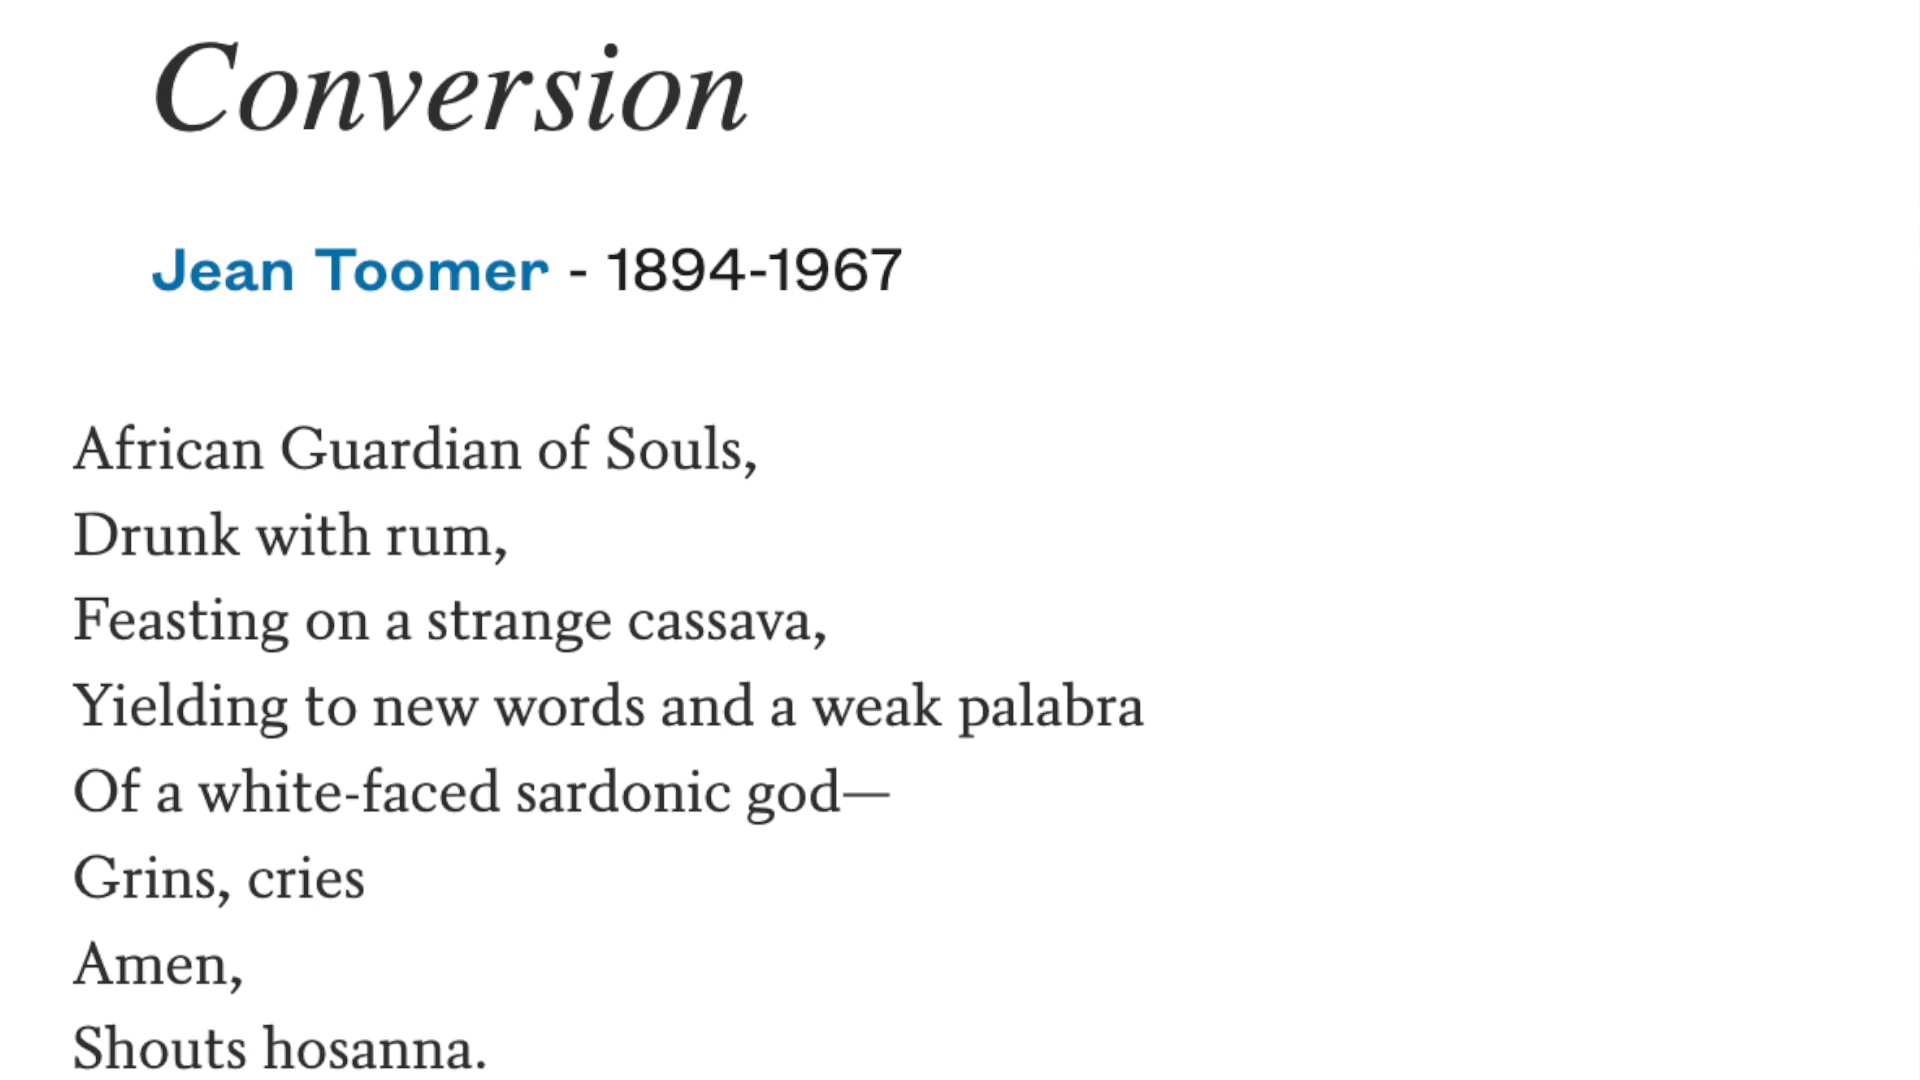 Conversion
Jean Toomer - 1894-1967
African Guardian of Souls,
Drunk with rum,
Feasting on a strange cassava,
Yielding to new words and a weak palabra
Of a white-faced sardonic god—
Grins, cries
Amen,
Shouts hosanna.